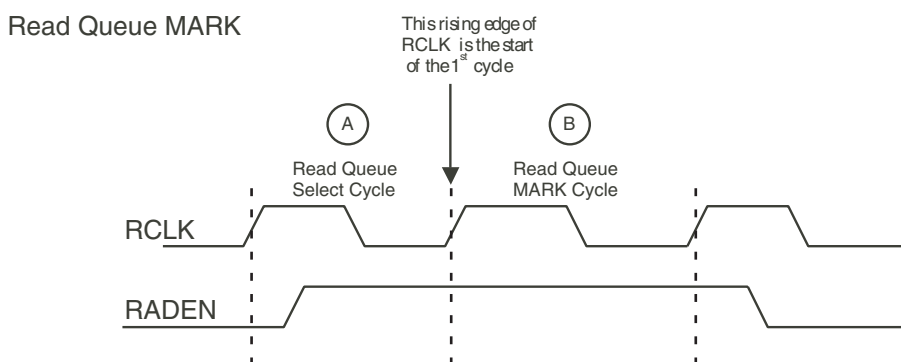 Read Queue MARK
This rising edge of
RCLK is the start
of the 1st cycle
A
B
Read Queue
Select Cycle
Read Queue
MARK Cycle
RCLK
RADEN